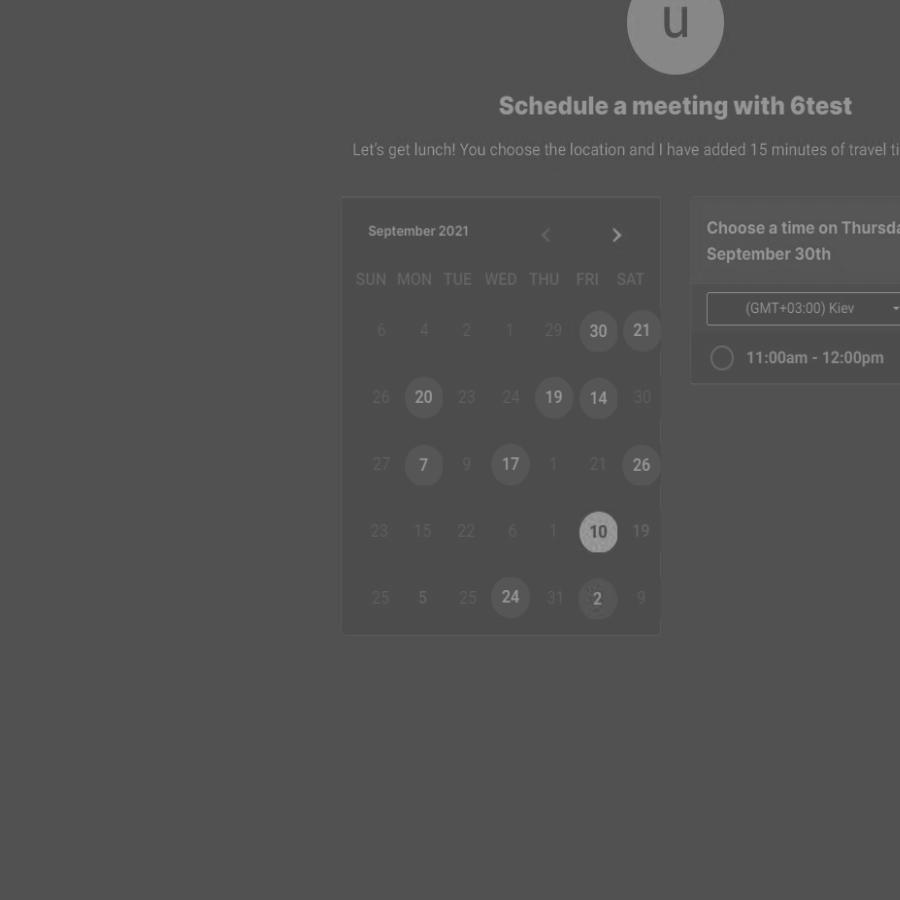 u
Schedule a meeting with 6test
Let's get lunch! You choose the location and I have added 15 minutes of travel
September 2021
SUN MON TUE WED THU FRI SAT
6 4 2 1 29 30 21
26 20 23 24 19 14 30
27 7 9 17 1 21 26
23 15 22 6 1 10 19
25 5 25 24 31 2 9
Choose a time on Thursda
September 30th
(GMT+03:00) Kiev
11:00am - 12:00pm